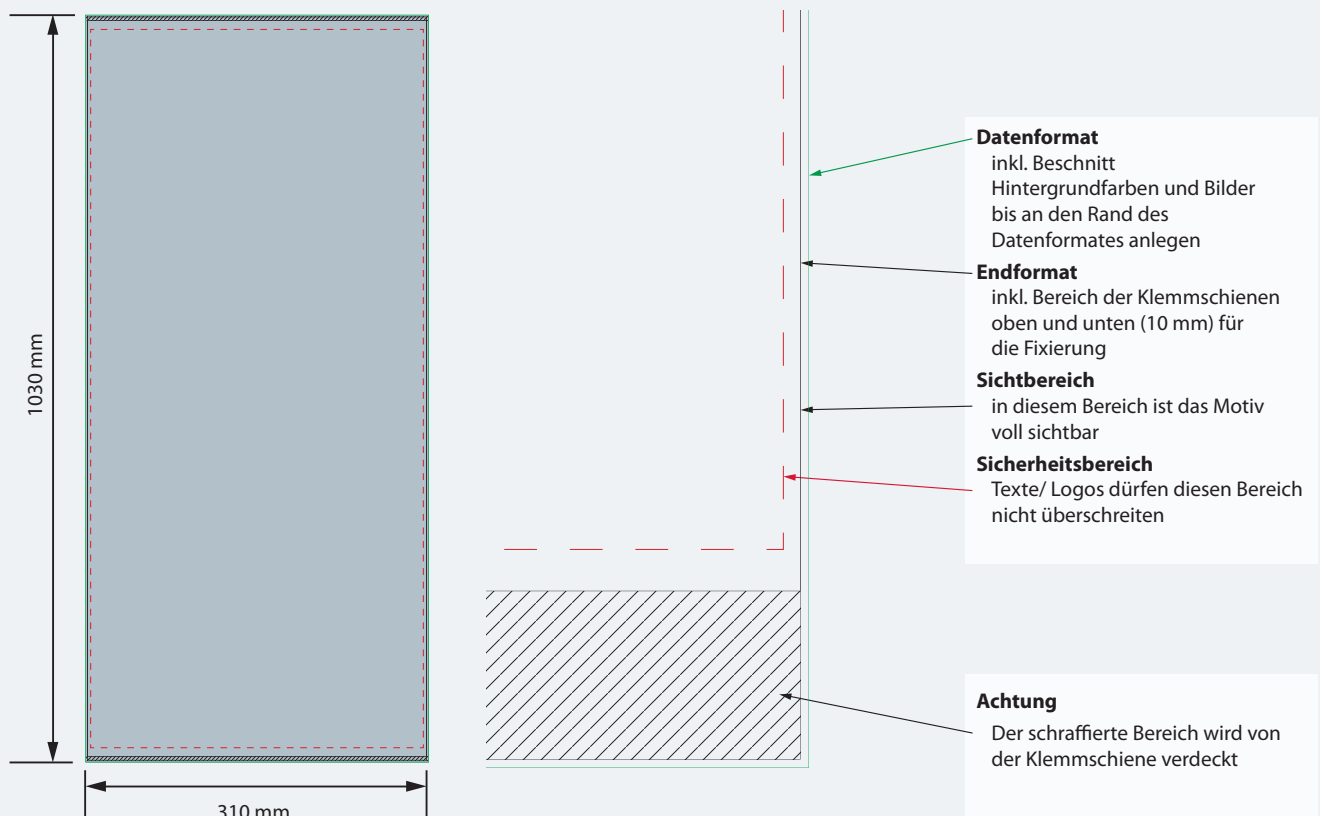 1030 mm
310 mm
Datenformat
inkl. Beschnitt
Hintergrundfarben und Bilder
bis an den Rand des
Datenformates anlegen
Endformat
inkl. Bereich der Klemmschienen
oben und unten (10 mm) für
die Fixierung
Sichtbereich
in diesem Bereich ist das Motiv
voll sichtbar
Sicherheitsbereich
Texte/ Logos dürfen diesen Bereich
nicht überschreiten
Achtung
Der schraffierte Bereich wird von
der Klemmschiene verdeckt